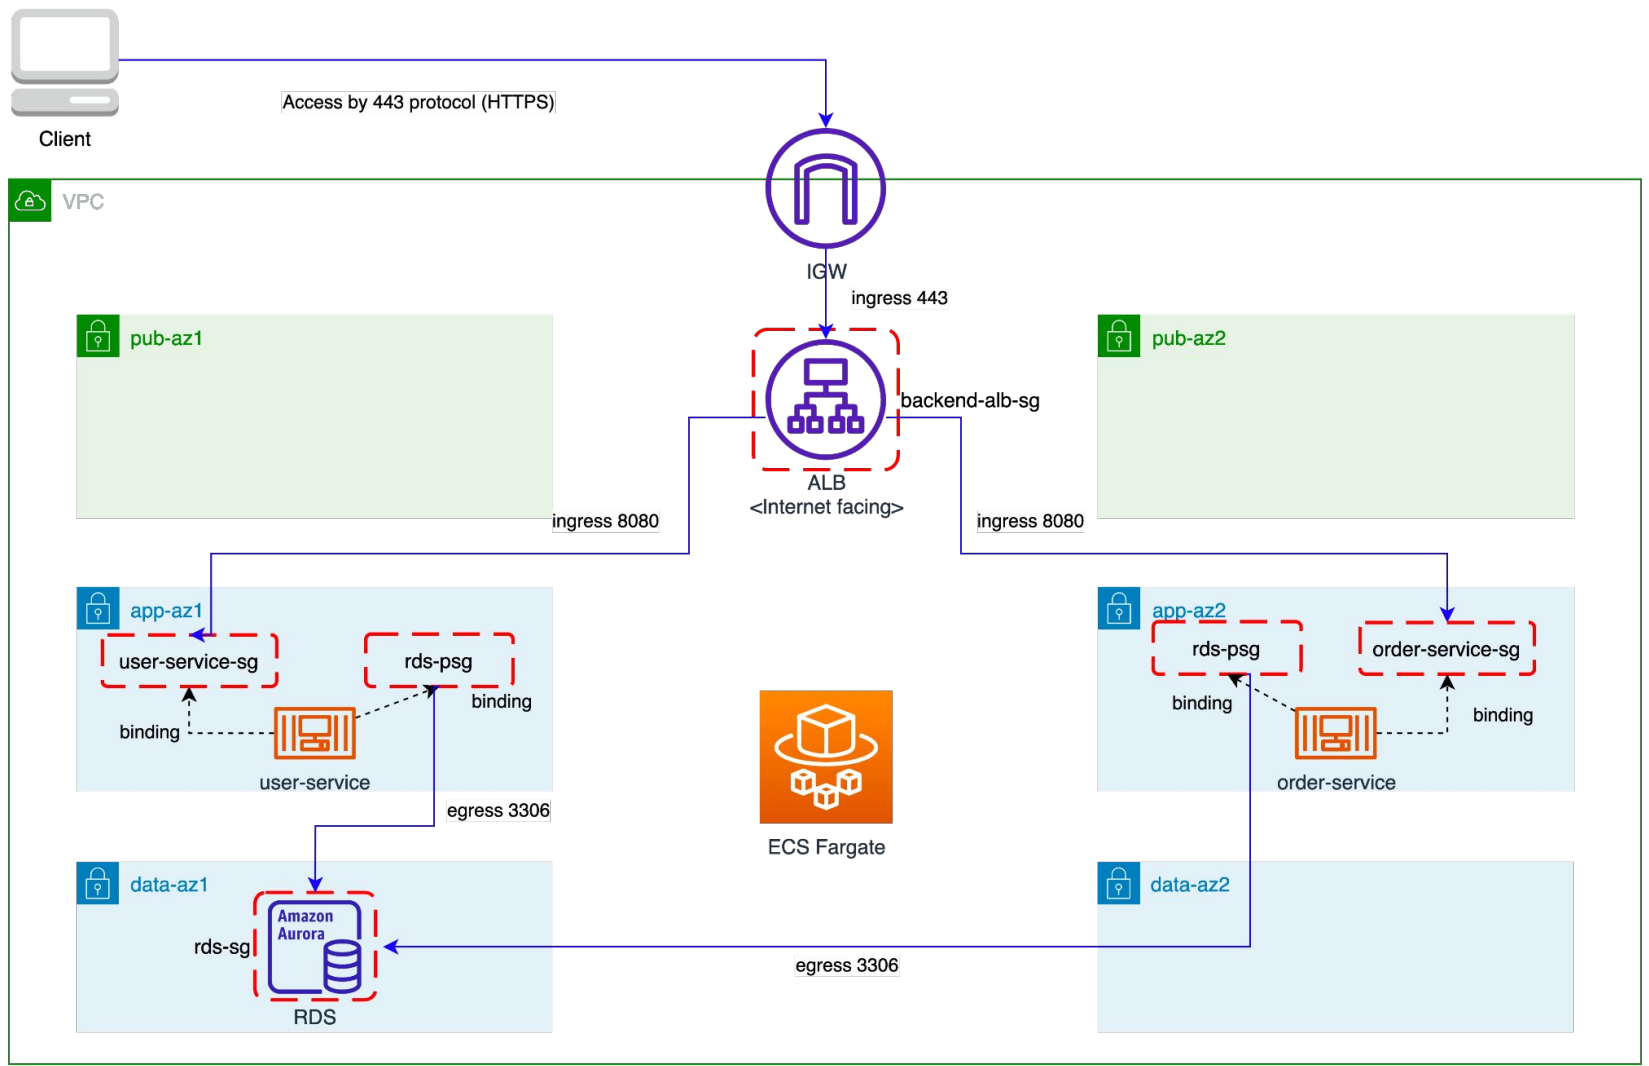 Access by 443 protocol (HTTPS)
Client
VPC
IGW
ingress 443
pub-az1
pub-az2
backend-alb-sg
ALB
<Internet facing>
ingress 8080
ingress 8080
app-az1
app-az2
user-service-sg
rds-psg
rds-psg
order-service-sg
binding
binding
binding
binding
user-service
order-service
egress 3306
ECS Fargate
data-az1
data-az2
Amazon
Aurora
rds-sg
egress 3306
RDS